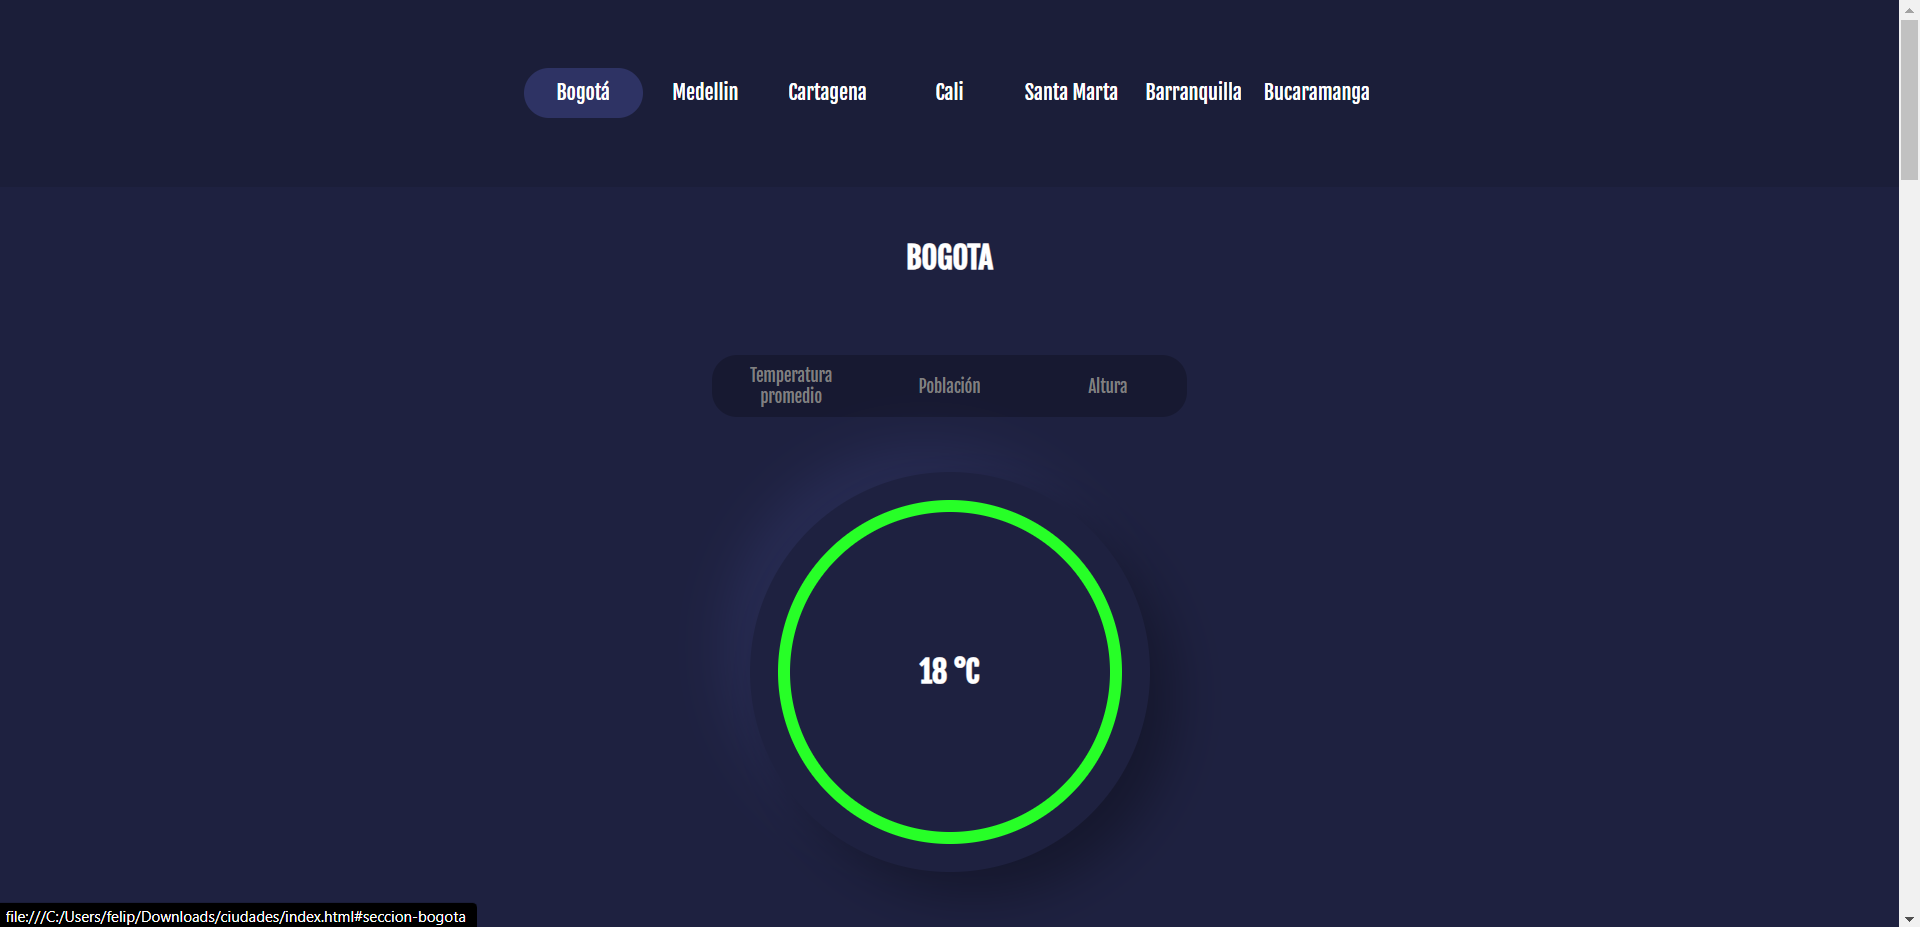 Bogotá Medellin Cartagena Cali Santa Marta Barranquilla Bucaramanga
BOGOTA
Temperatura
promedio
Población
Altura
18 °C
file:///C:/Users/felip/Downloads/ciudades/index.html#seccion-bogota